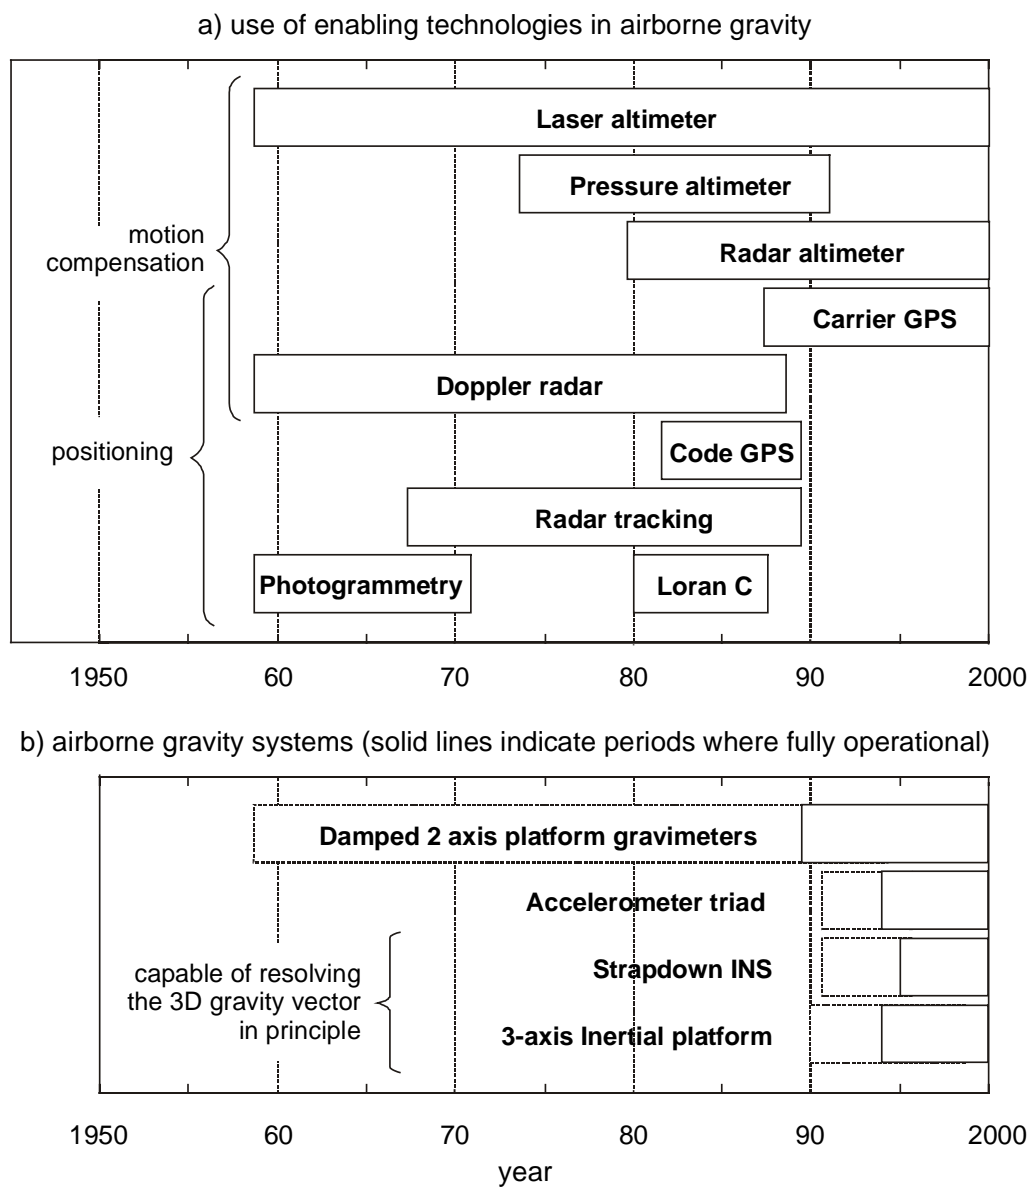 a) use of enabling technologies in airborne gravity
Laser altimeter
Pressure altimeter
motion
compensation
Radar altimeter
Carrier GPS
Doppler radar
positioning
Code GPS
Radar tracking
Photogrammetry
Loran C
1950 60 70 80 90 2000
b) airborne gravity systems (solid lines indicate periods where fully operational)
Damped 2 axis platform gravimeters
Accelerometer triad
capable of resolving
the 3D gravity vector
in principle
Strapdown INS
3-axis Inertial platform
1950 60 70 80 90 2000
year